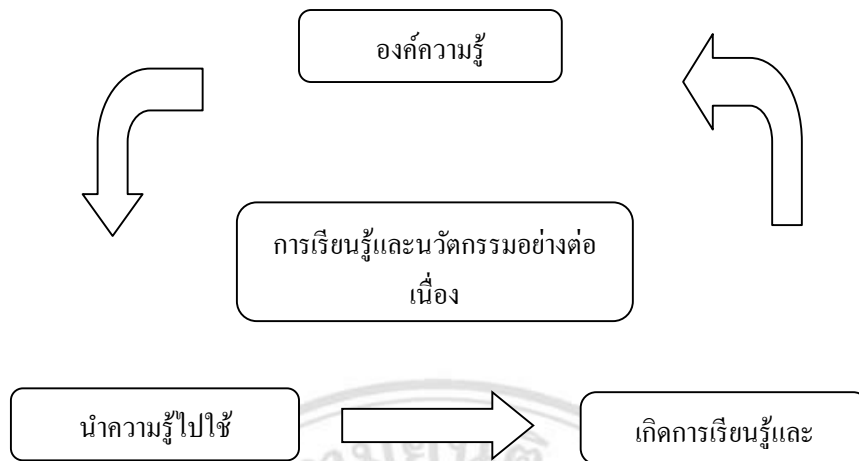 องค์ความรู้
การเรียนรู้และนวัตกรรมอย่างต่อ
เนื่อง
นำความรู้ไปใช้
เกิดการเรียนรู้และ